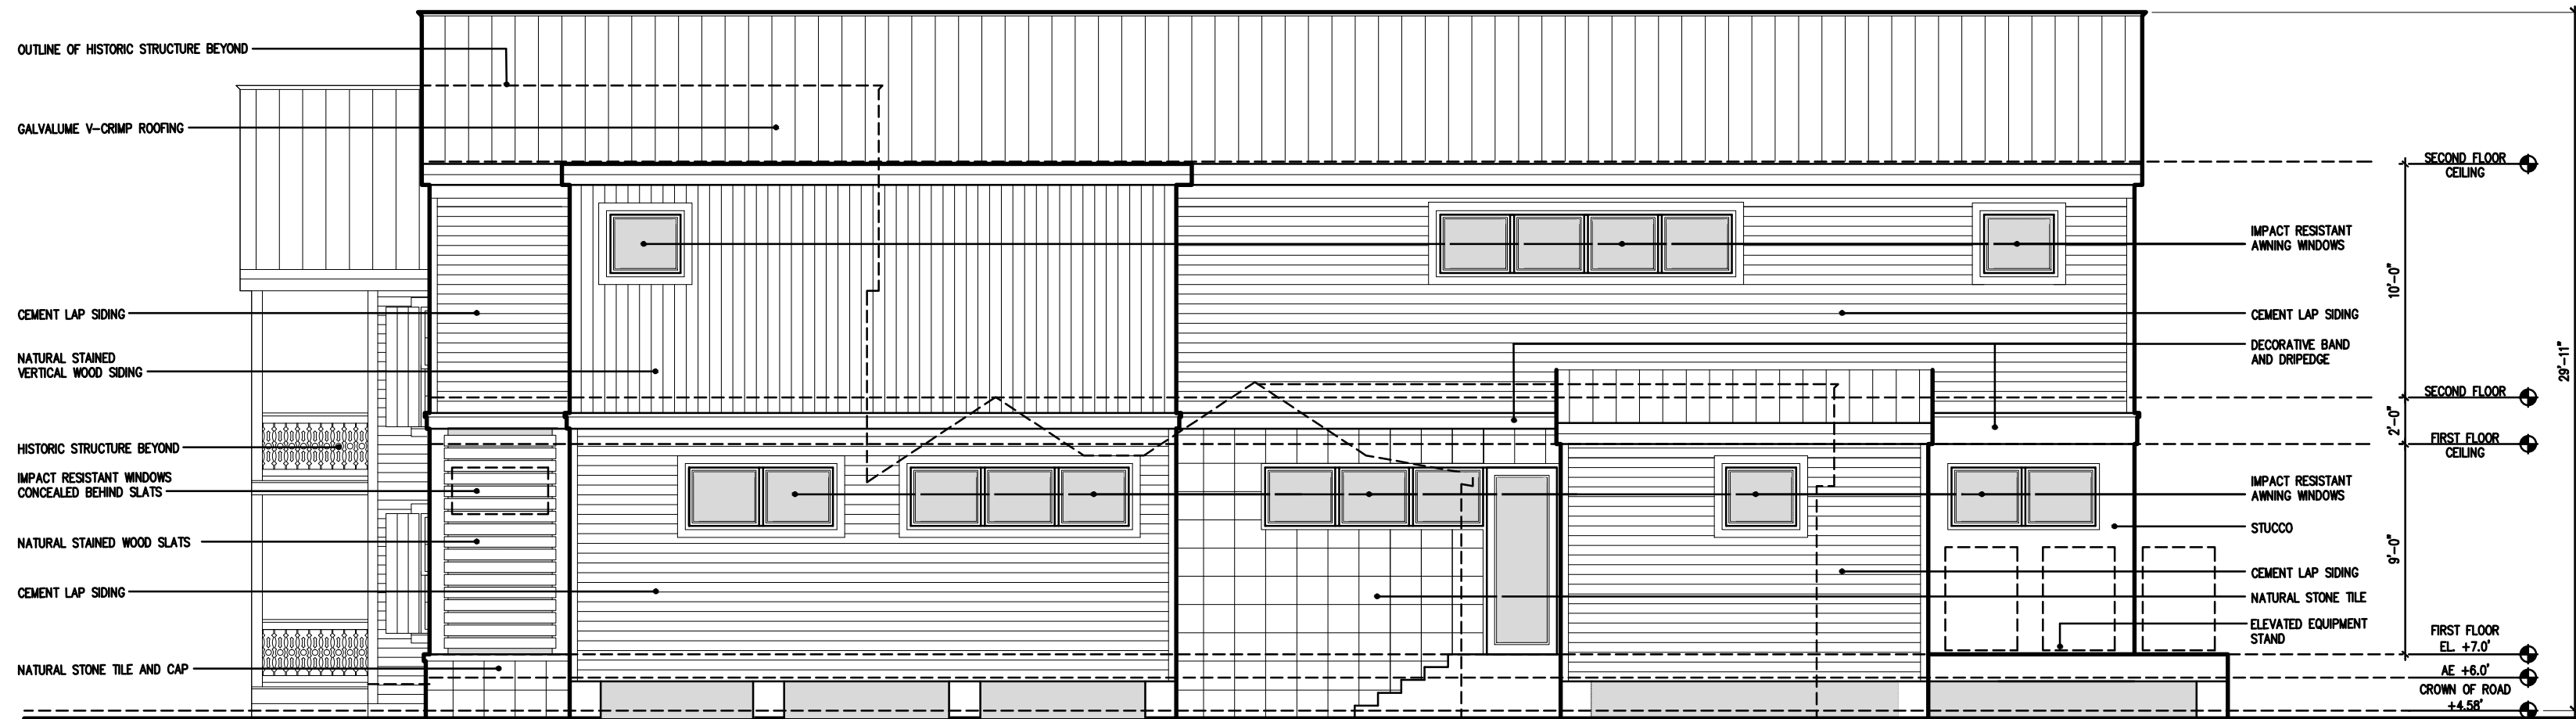 OUTLINE OF HISTORIC STRUCTURE BEYOND
GALVALUME V-CRIMP ROOFING
CEMENT LAP SIDING
NATURAL STAINED
VERTICAL WOOD SIDING
HISTORIC STRUCTURE BEYOND
IMPACT RESISTANT WINDOWS
CONCEALED BEHIND SLATS
NATURAL STAINED WOOD SLATS
CEMENT LAP SIDING
NATURAL STONE TILE AND CAP
IMPACT RESISTANT
AWNING WINDOWS
CEMENT LAP SIDING
DECORATIVE BAND
AND DRIPEDGE
IMPACT RESISTANT
AWNING WINDOWS
STUCCO
CEMENT LAP SIDING
NATURAL STONE TILE
ELEVATED EQUIPMENT
STAND
10'-0"
2'-0"
9'-0"
SECOND FLOOR
CEILING
SECOND FLOOR
FIRST FLOOR
CEILING
FIRST FLOOR
EL. +7.0'
AE +6.0'
CROWN OF ROAD
+4.58'
29'-11"